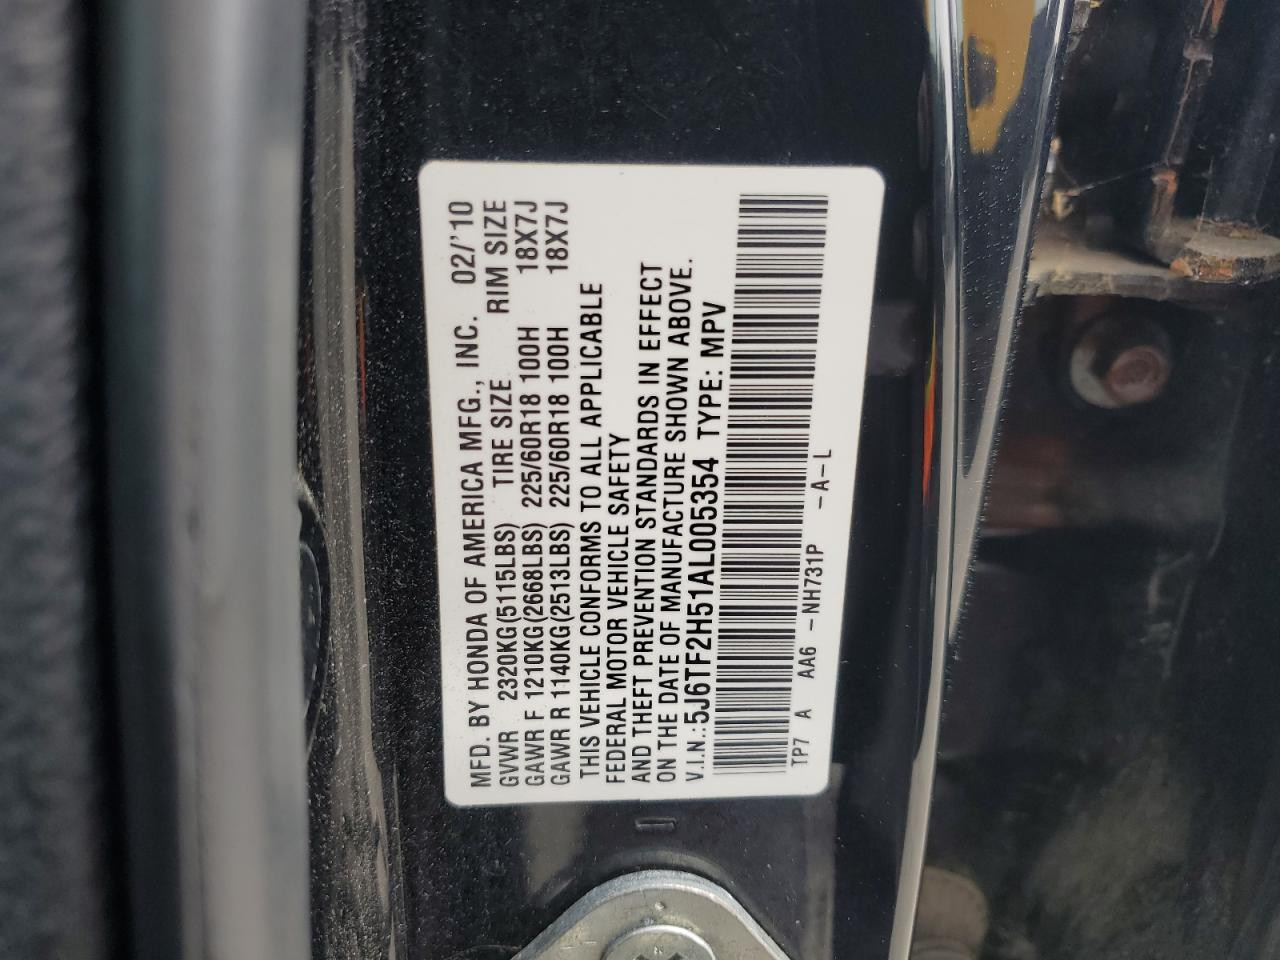 MFD. BY HONDA OF AMERICA MFG., INC. 02/'10
GVWR 2320KG(5115LBS) TIRE SIZE RIM SIZE
GAWR F 1210KG(2668LBS) 225/60R18 100H 18X7J
GAWR R 1140KG(2513LBS) 225/60R18 100H 18X7J
THIS VEHICLE CONFORMS TO ALL APPLICABLE
FEDERAL MOTOR VEHICLE SAFETY
AND THEFT PREVENTION STANDARDS IN EFFECT
ON THE DATE OF MANUFACTURE SHOWN ABOVE.
V.I.N.:5J6TF2H51AL005354 TYPE: MPV
TP7 A AA6 -NH731P -A-L